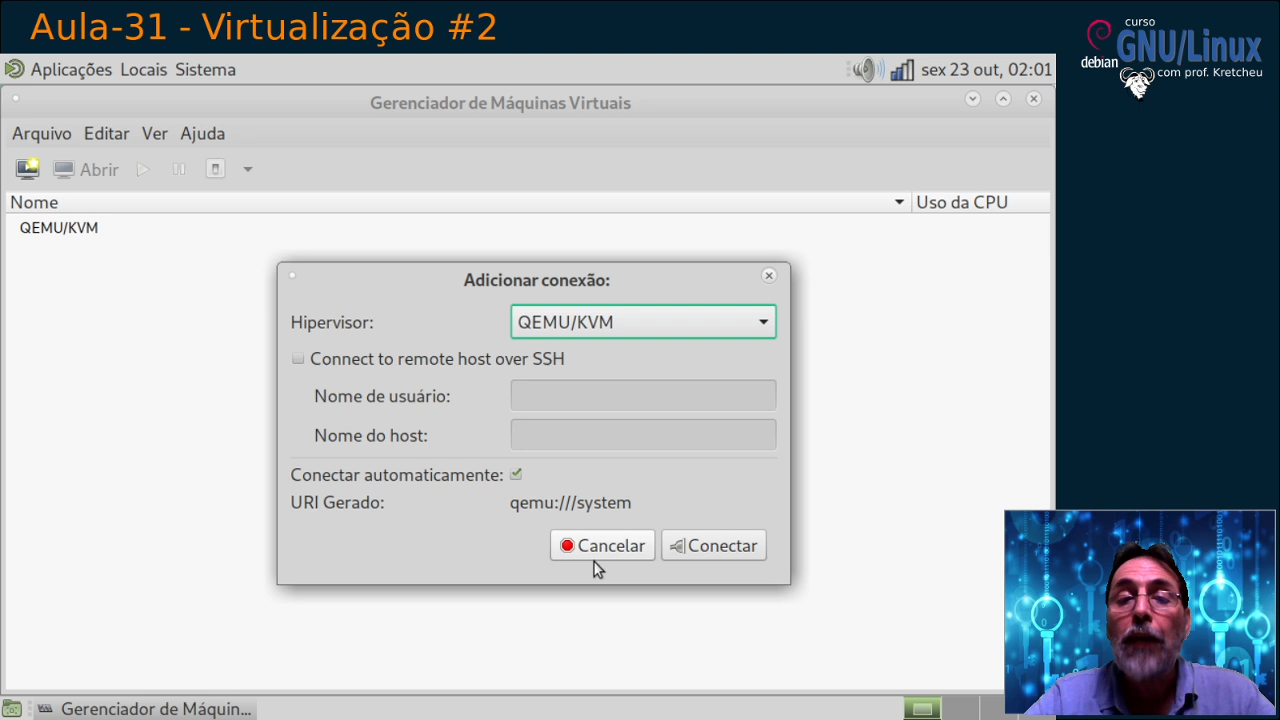 Aula-31 - Virtualização #2
curso
GNU/Linux
debian
com prof. Kretcheu
Aplicações Locais Sistema
sex 23 out, 02:01
Gerenciador de Máquinas Virtuais
Arquivo Editar Ver Ajuda
Abrir
Nome
Uso da CPU
QEMU/KVM
Adicionar conexão:
Hipervisor:
QEMU/KVM
Connect to remote host over SSH
Nome de usuário:
Nome do host:
Conectar automaticamente:
URI Gerado:
qemu:///system
Cancelar
Conectar
Gerenciador de Máquin...